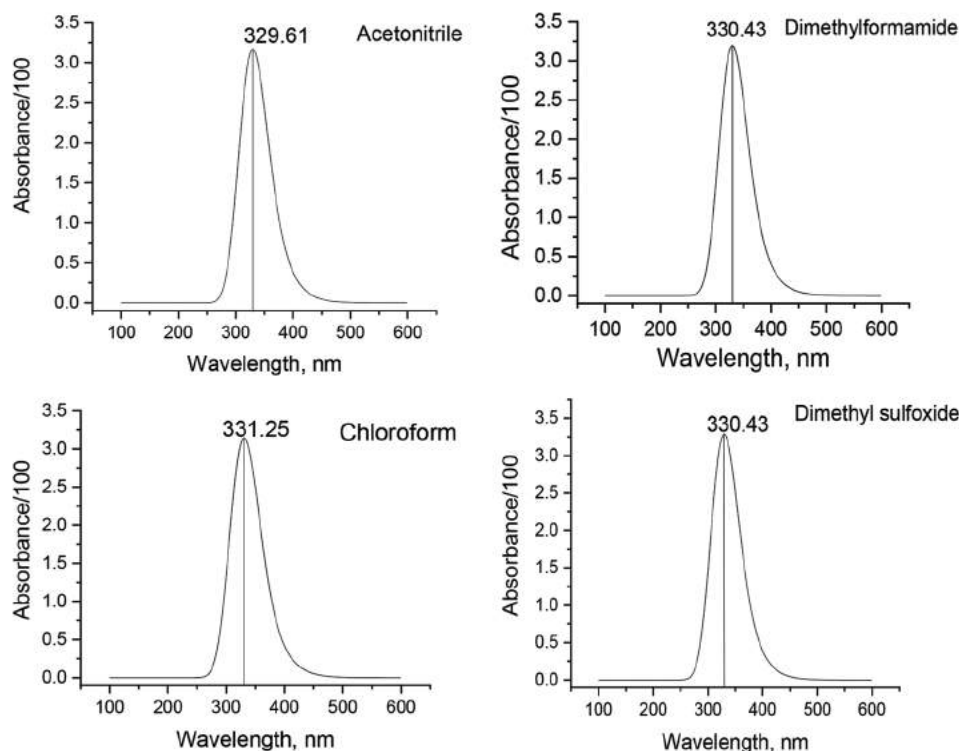 329.61
Acetonitrile
Absorbance/100
3.5
3.0
2.5
2.0
1.5
1.0
0.5
0.0
100 200 300 400 500 600
Wavelength, nm
330.43
Dimethylformamide
Absorbance/100
3.5
3.0
2.5
2.0
1.5
1.0
0.5
0.0
100 200 300 400 500 600
Wavelength, nm
331.25
Chloroform
Absorbance/100
3.5
3.0
2.5
2.0
1.5
1.0
0.5
0.0
100 200 300 400 500 600
Wavelength, nm
330.43
Dimethyl sulfoxide
Absorbance/100
3.5
3.0
2.5
2.0
1.5
1.0
0.5
0.0
100 200 300 400 500 600
Wavelength, nm